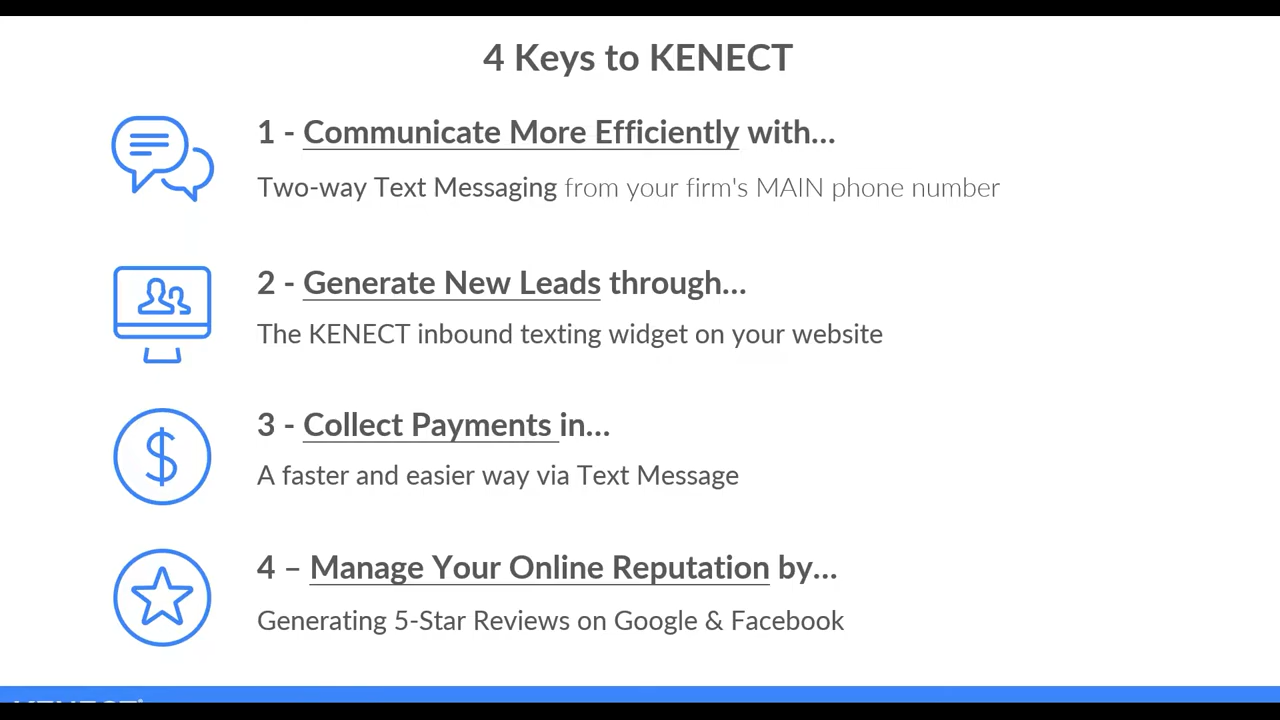 4 Keys to KENECT
1 - Communicate More Efficiently with...
Two-way Text Messaging from your firm's MAIN phone number
2 - Generate New Leads through...
The KENECT inbound texting widget on your website
3 - Collect Payments in...
A faster and easier way via Text Message
4 – Manage Your Online Reputation by...
Generating 5-Star Reviews on Google & Facebook
KENECT